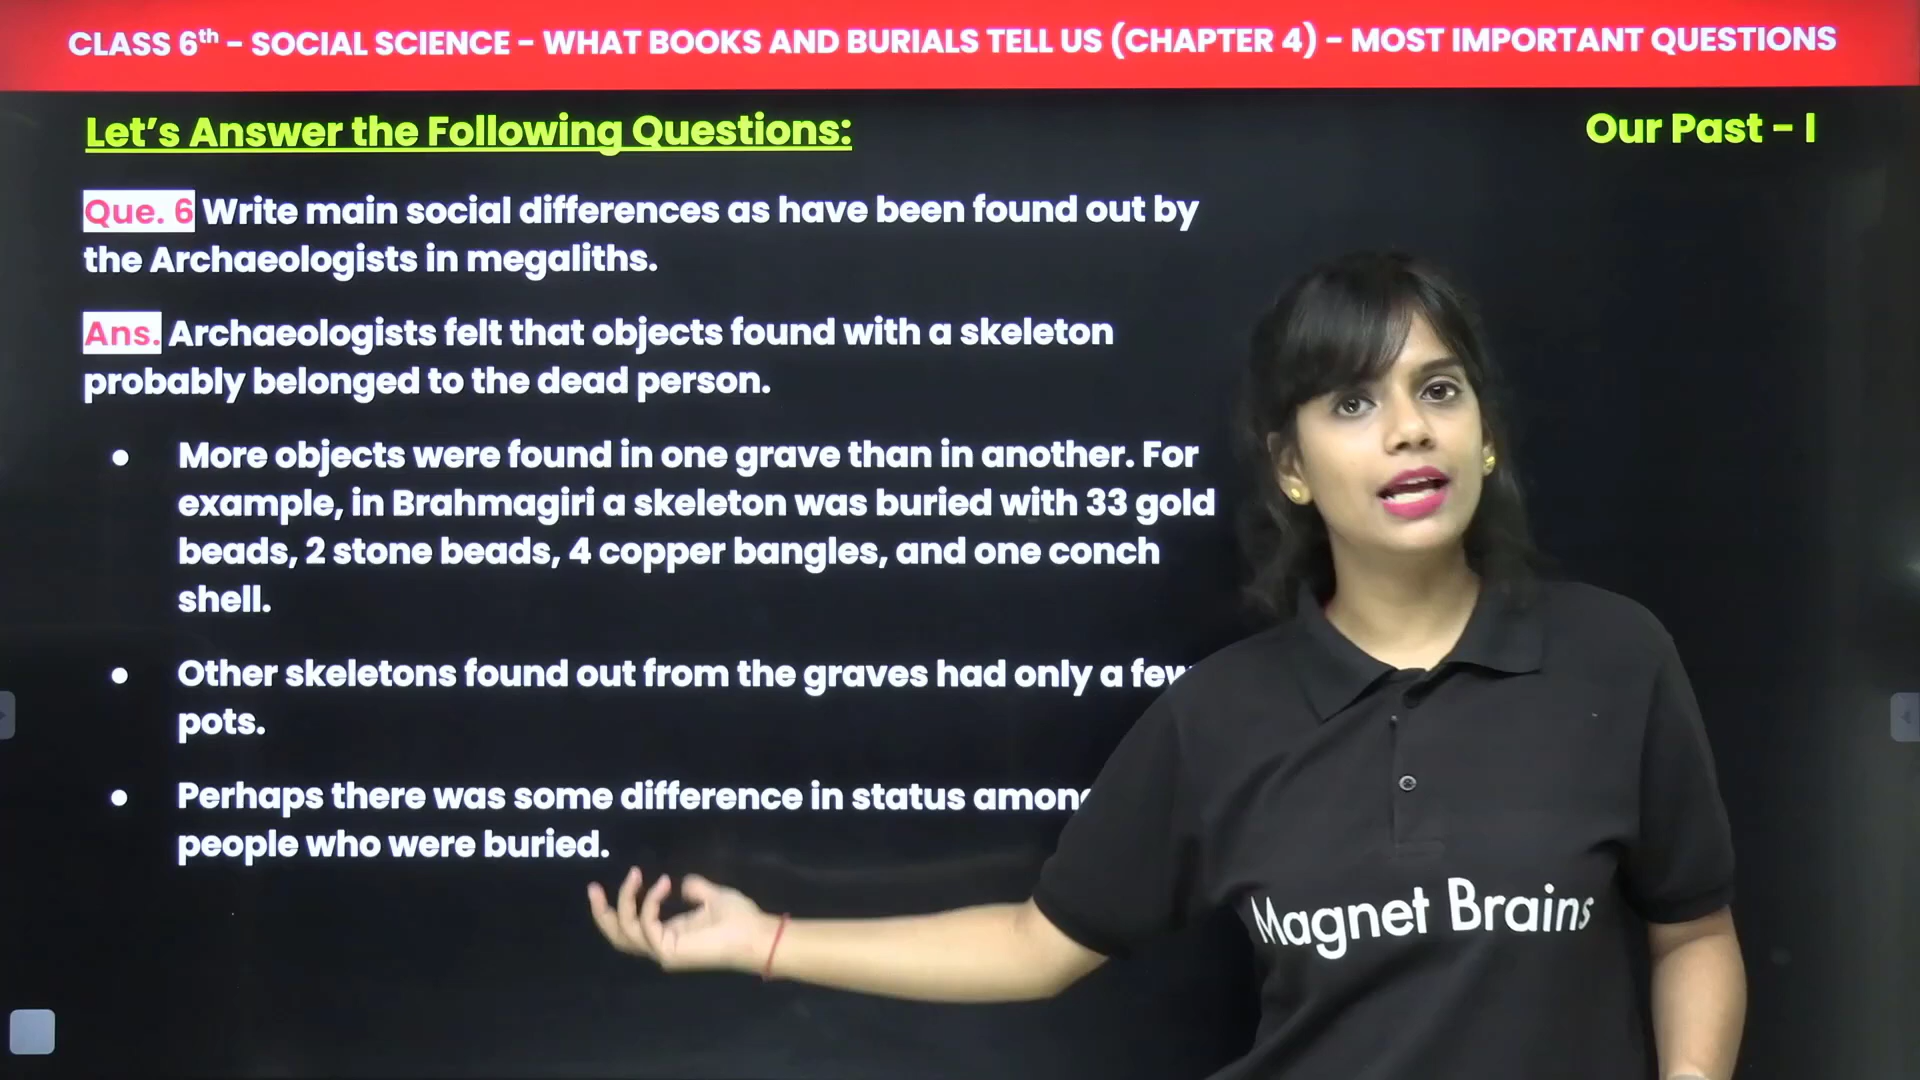 CLASS 6th - SOCIAL SCIENCE - WHAT BOOKS AND BURIALS TELL US (CHAPTER 4) - MOST IMPORTANT QUESTIONS
Let's Answer the Following Questions:
Our Past - I
Que. 6 Write main social differences as have been found out by
the Archaeologists in megaliths.
Ans. Archaeologists felt that objects found with a skeleton
probably belonged to the dead person.
● More objects were found in one grave than in another. For
example, in Brahmagiri a skeleton was buried with 33 gold
beads, 2 stone beads, 4 copper bangles, and one conch
shell.
● Other skeletons found out from the graves had only a few
pots.
● Perhaps there was some difference in status among
people who were buried.
Magnet Brains